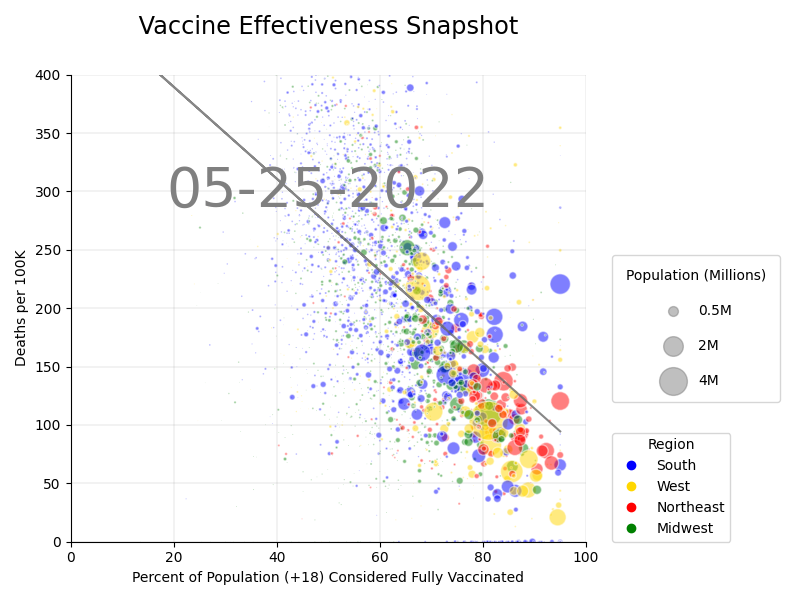 Vaccine Effectiveness Snapshot
400
350
300
250
200
150
100
50
0
Deaths per 100K
05-25-2022
0 20 40 60 80 100
Percent of Population (+18) Considered Fully Vaccinated
Population (Millions)
0.5M
2M
4M
Region
South
West
Northeast
Midwest